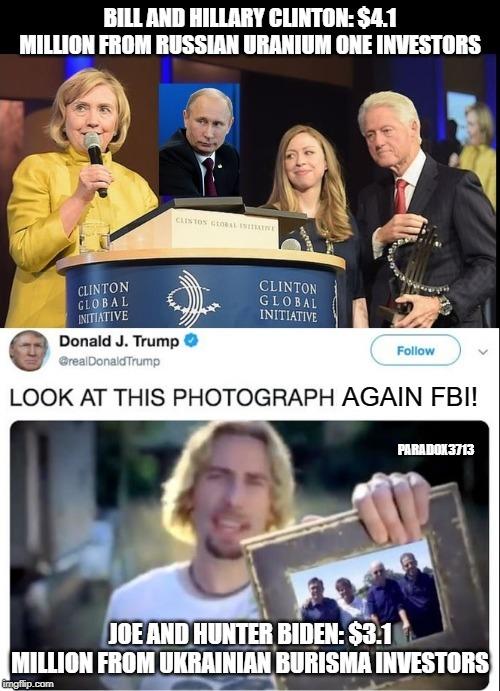 BILL AND HILLARY CLINTON: $4.1
MILLION FROM RUSSIAN URANIUM ONE INVESTORS
CLINTON GLOBAL INITIATIVE
CLINTON
GLOBAL
INITIATIVE
CLINTON
GLOBAL
INITIATIVE
Donald J. Trump
@realDonaldTrump
Follow
LOOK AT THIS PHOTOGRAPH AGAIN FBI!
PARADOX3713
JOE AND HUNTER BIDEN: $3.1
MILLION FROM UKRAINIAN BURISMA INVESTORS
imgflip.com